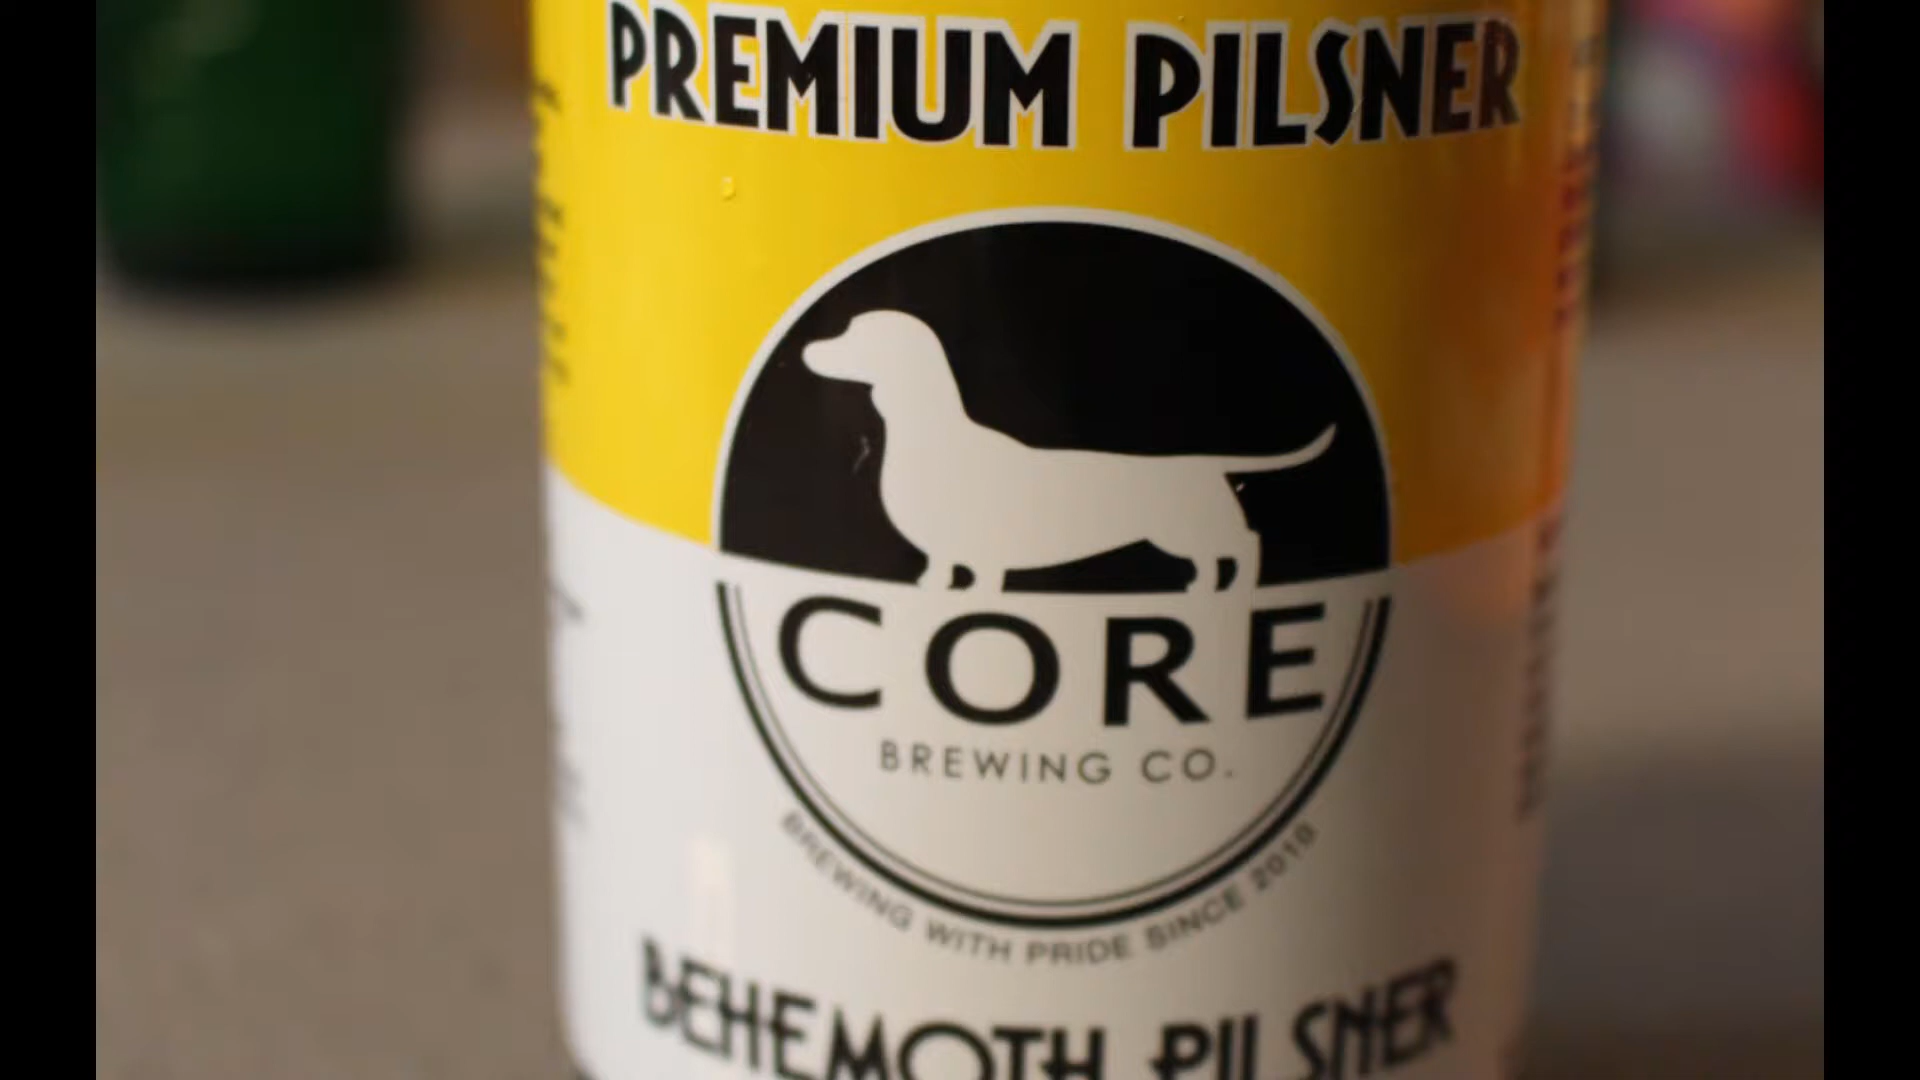 PREMIUM PILSNER
CORE
BREWING CO.
BREWING WITH PRIDE SINCE 2010
BEHEMOTH PILSNER